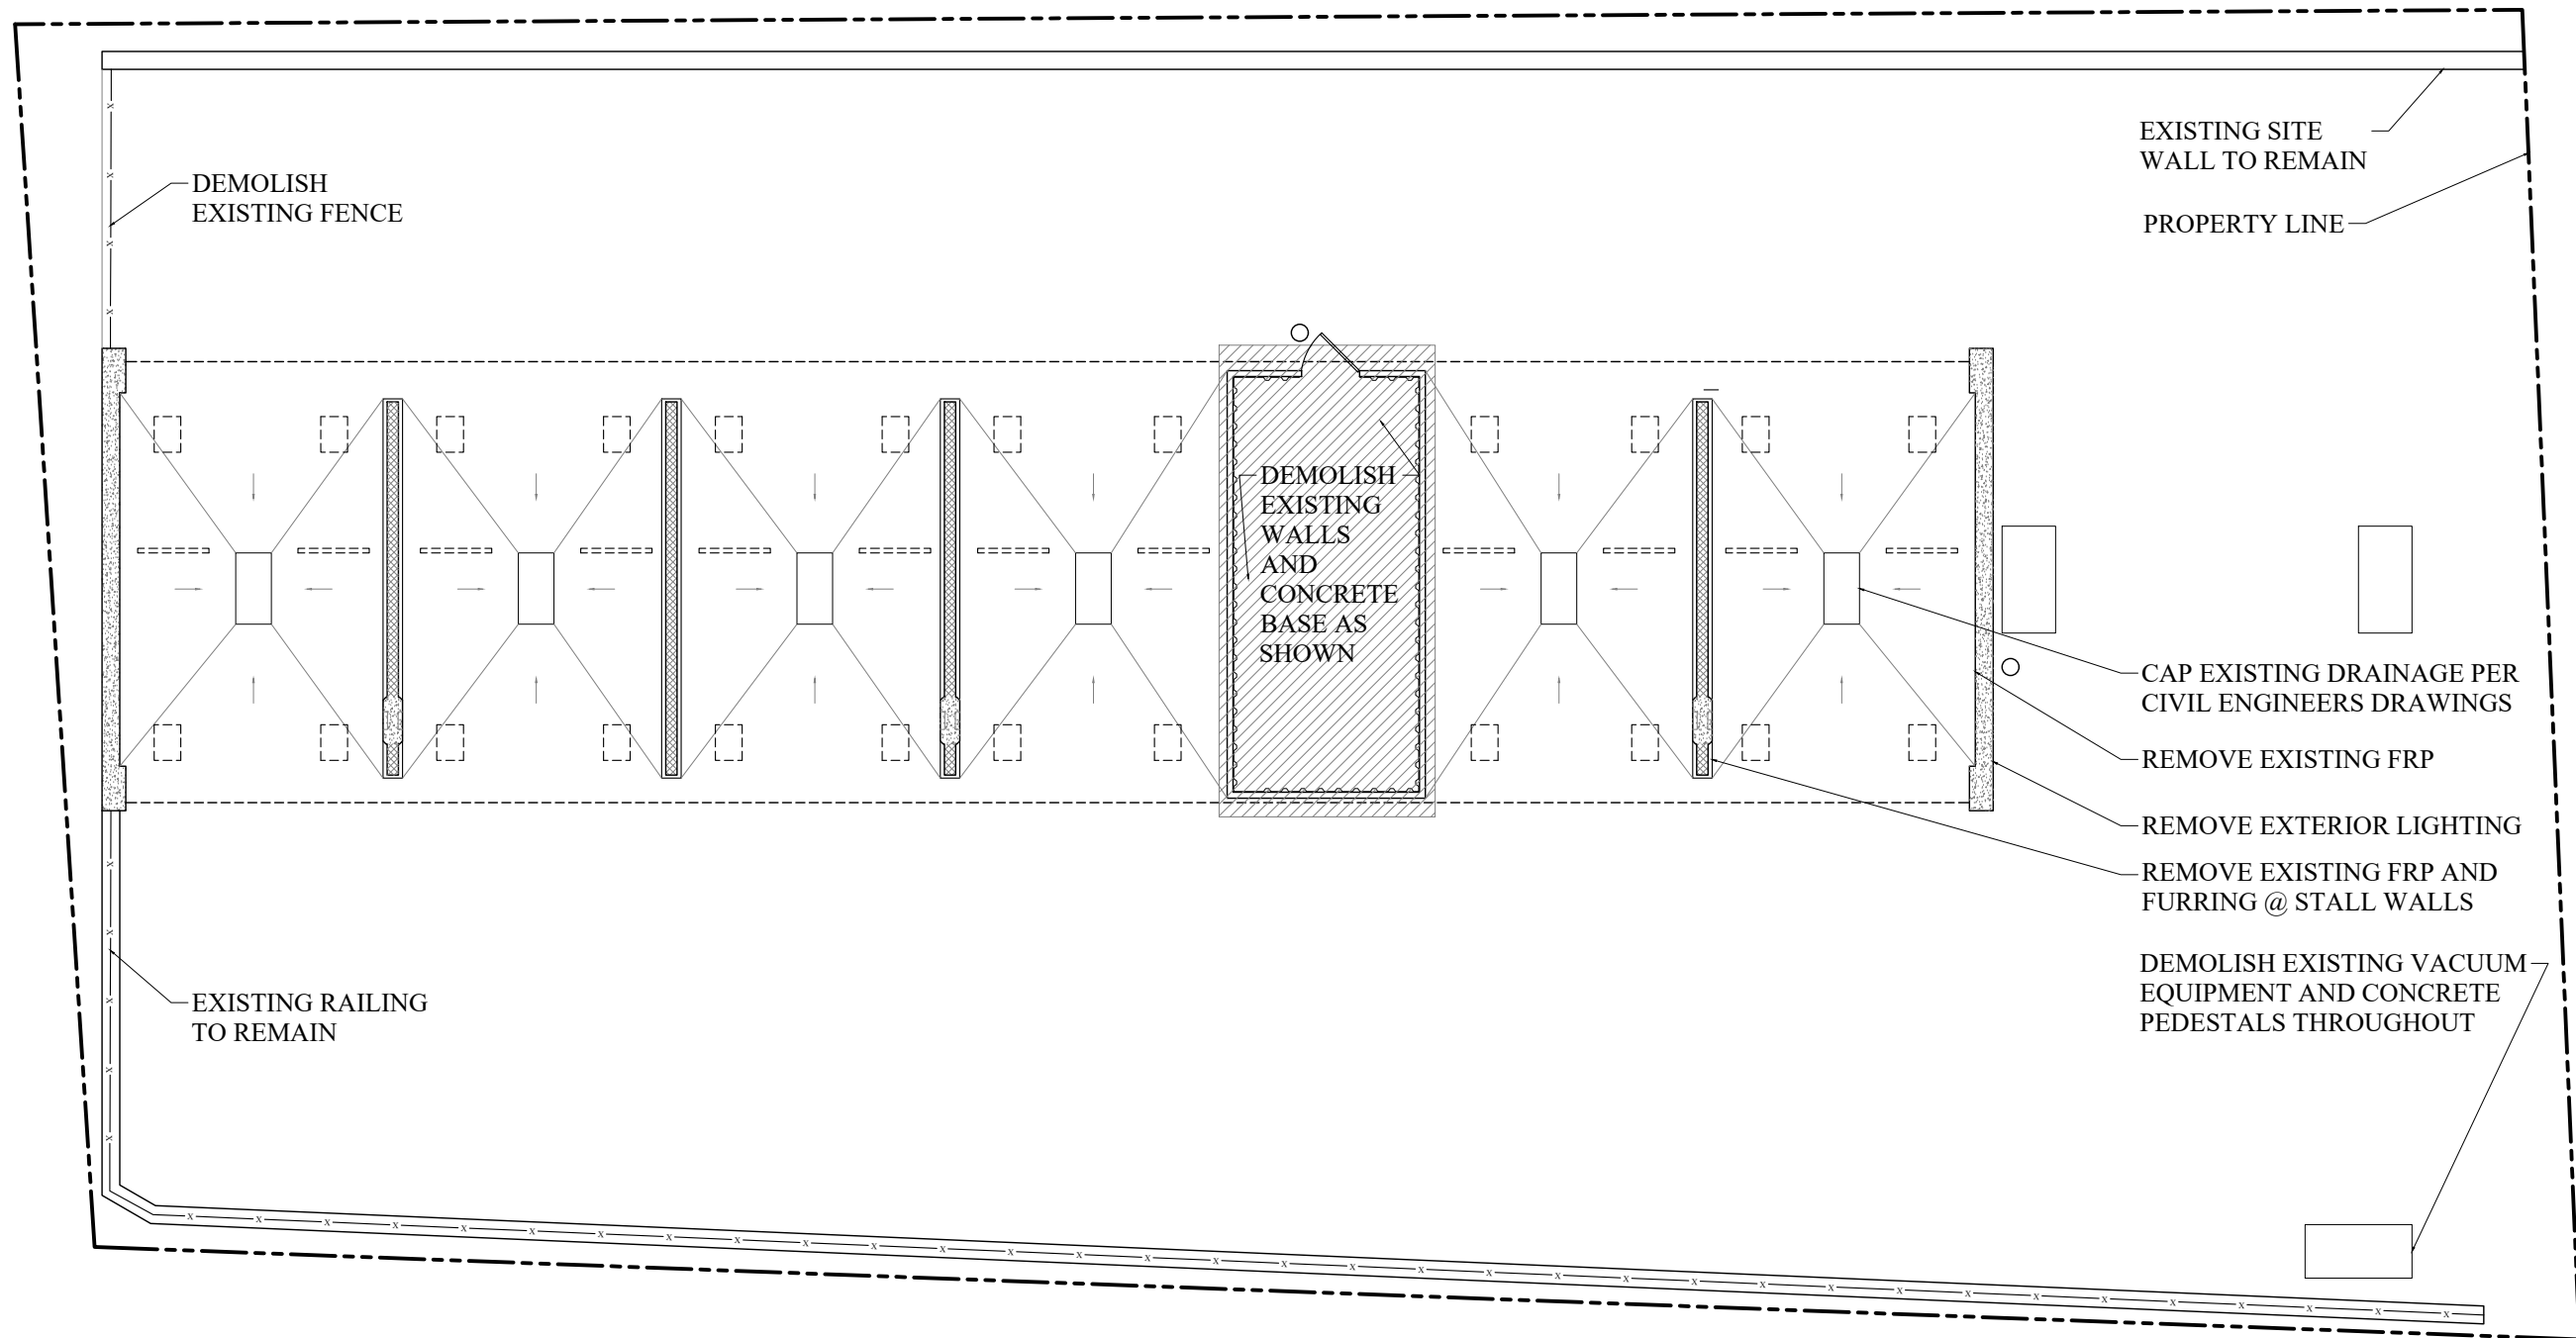 EXISTING SITE
WALL TO REMAIN
DEMOLISH
EXISTING FENCE
PROPERTY LINE
DEMOLISH
EXISTING
WALLS
AND
CONCRETE
BASE AS
SHOWN
CAP EXISTING DRAINAGE PER
CIVIL ENGINEERS DRAWINGS
REMOVE EXISTING FRP
REMOVE EXTERIOR LIGHTING
REMOVE EXISTING FRP AND
FURRING @ STALL WALLS
DEMOLISH EXISTING VACUUM
EQUIPMENT AND CONCRETE
PEDESTALS THROUGHOUT
EXISTING RAILING
TO REMAIN